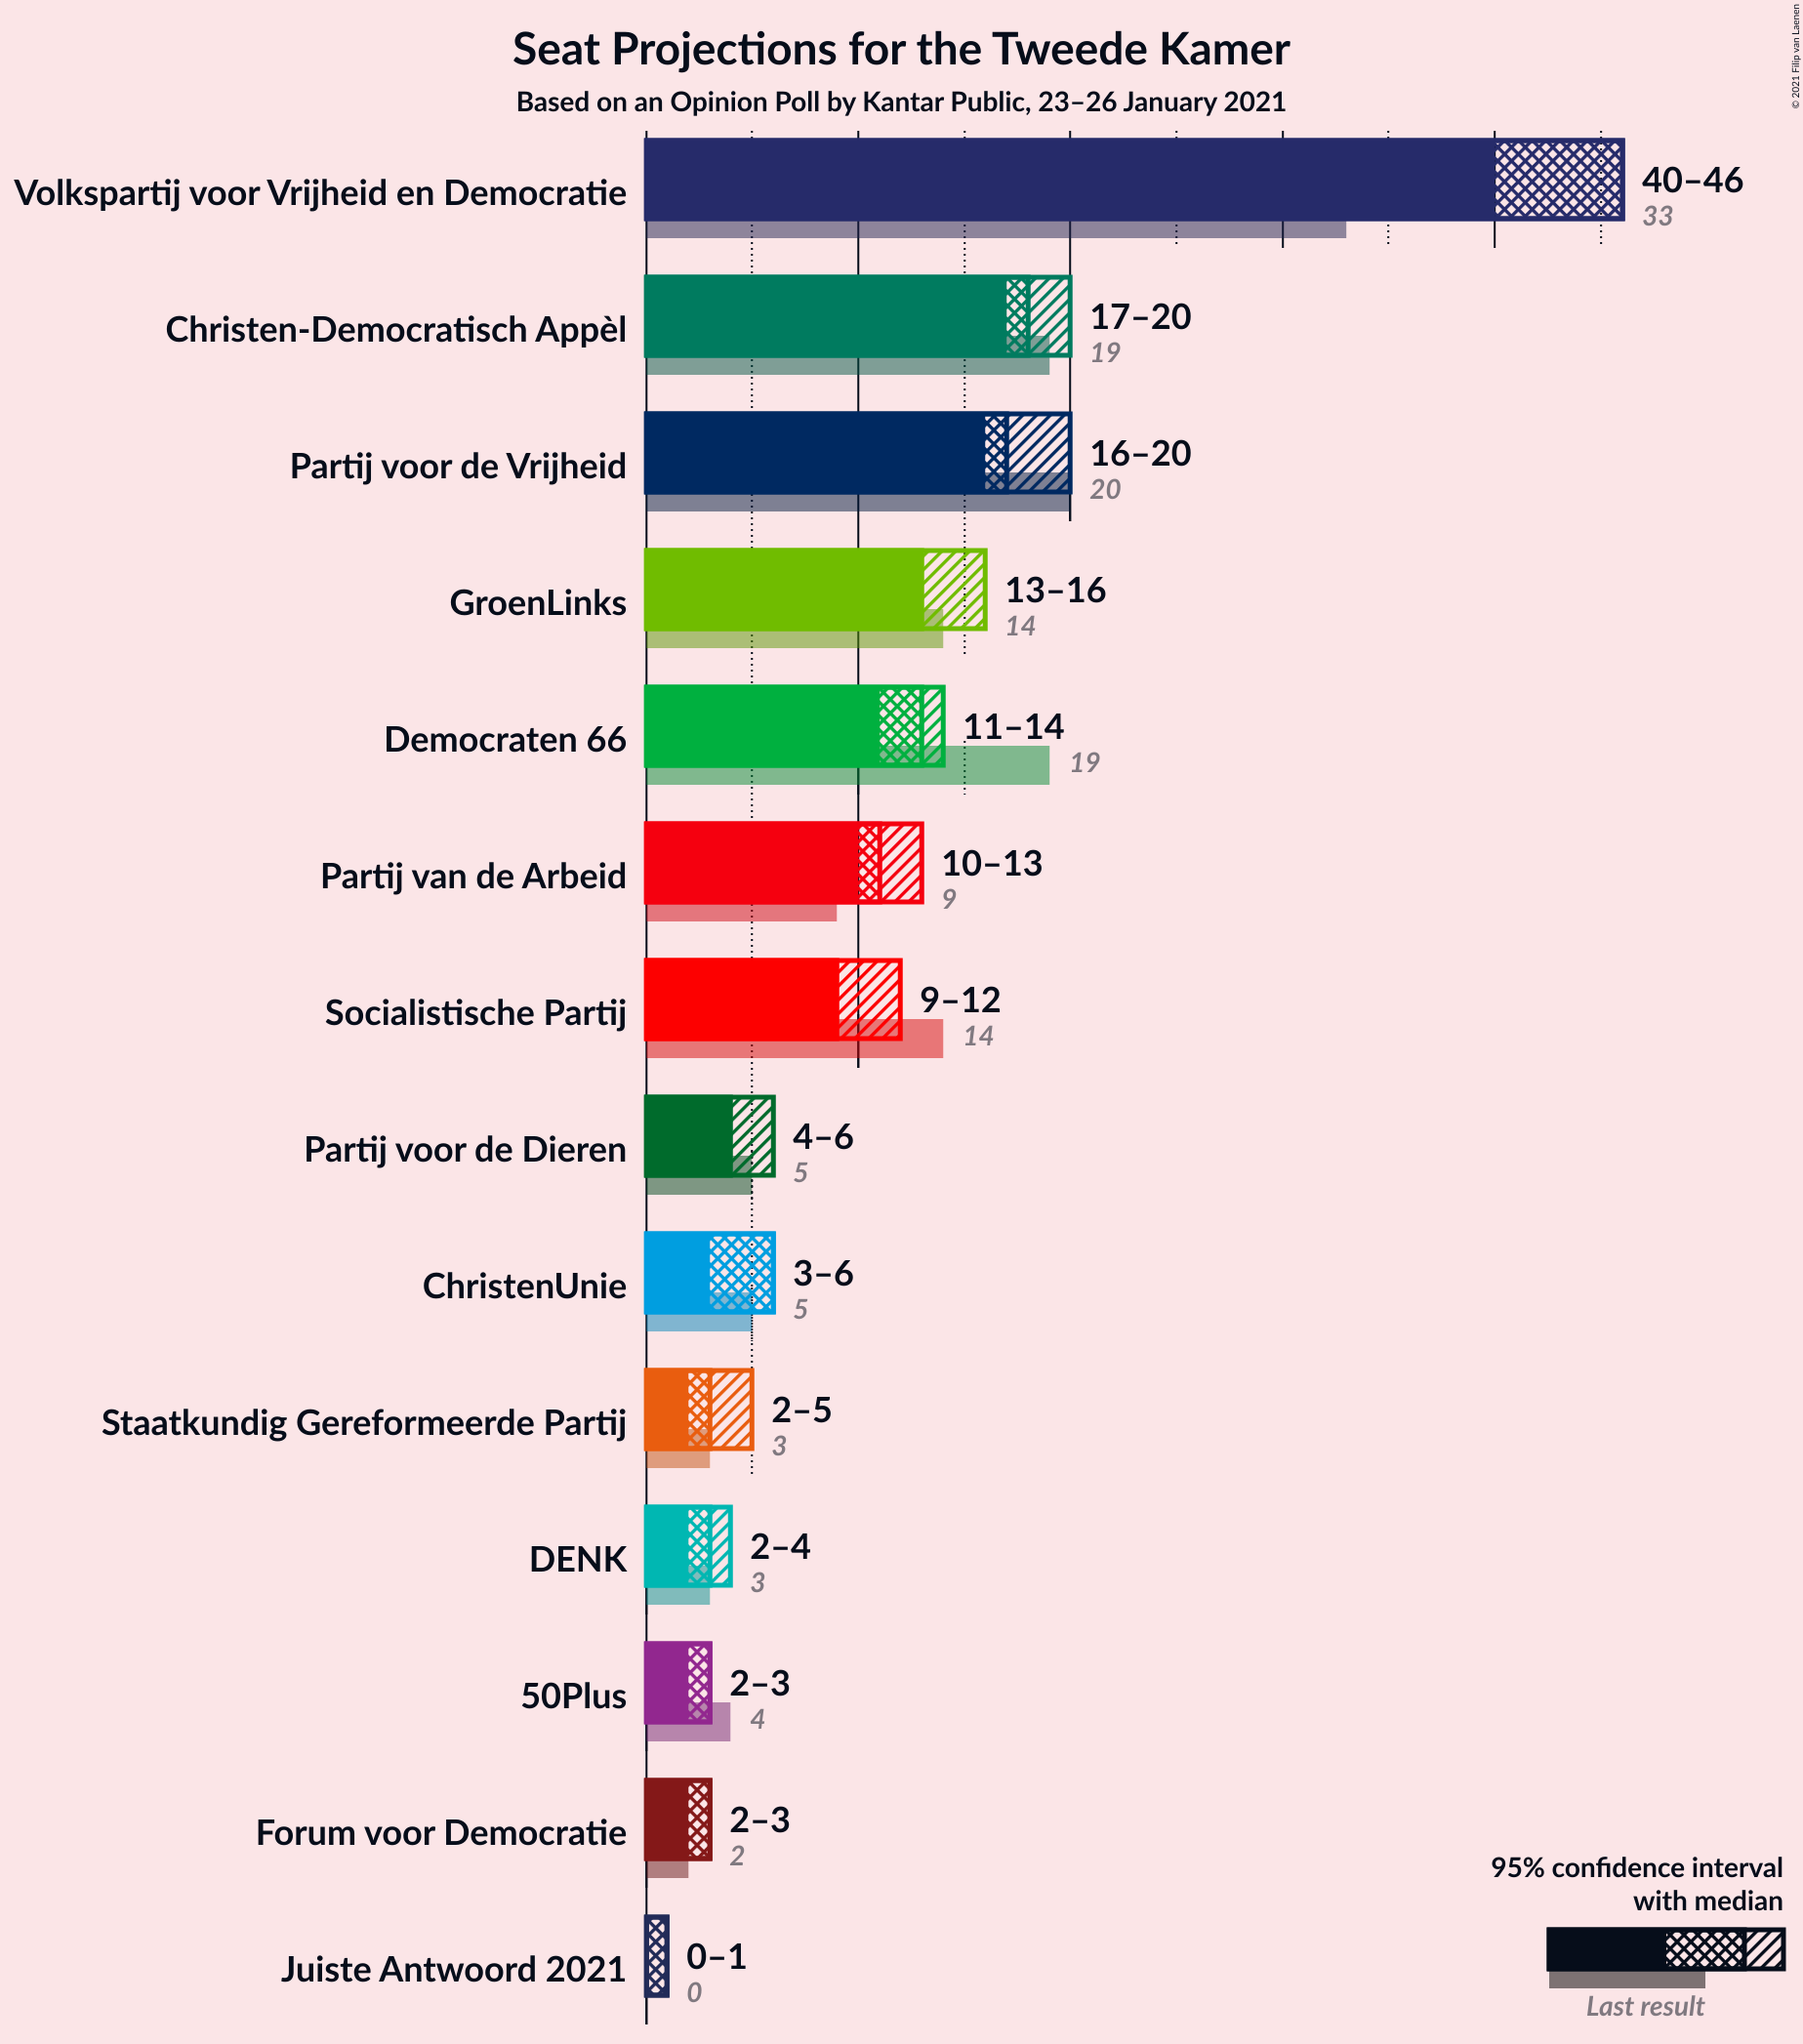 Seat Projections for the Tweede Kamer
Based on an Opinion Poll by Kantar Public, 23–26 January 2021
© 2021 Filip van Laenen
Volkspartij voor Vrijheid en Democratie
40–46
33
Christen-Democratisch Appèl
17–20
19
Partij voor de Vrijheid
16–20
20
GroenLinks
13–16
14
Democraten 66
11–14
19
Partij van de Arbeid
10–13
9
Socialistische Partij
9–12
14
Partij voor de Dieren
4–6
5
ChristenUnie
3–6
5
Staatkundig Gereformeerde Partij
2–5
3
DENK
2–4
3
50Plus
2–3
4
Forum voor Democratie
2–3
2
Juiste Antwoord 2021
0–1
0
95% confidence interval
with median
Last result